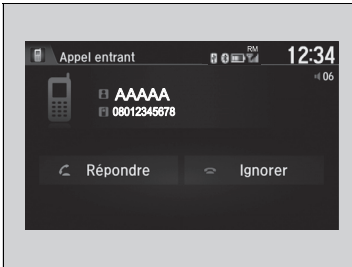 Appel entrant
RM
12:34
06
AAAAA
08012345678
Répondre
Ignorer